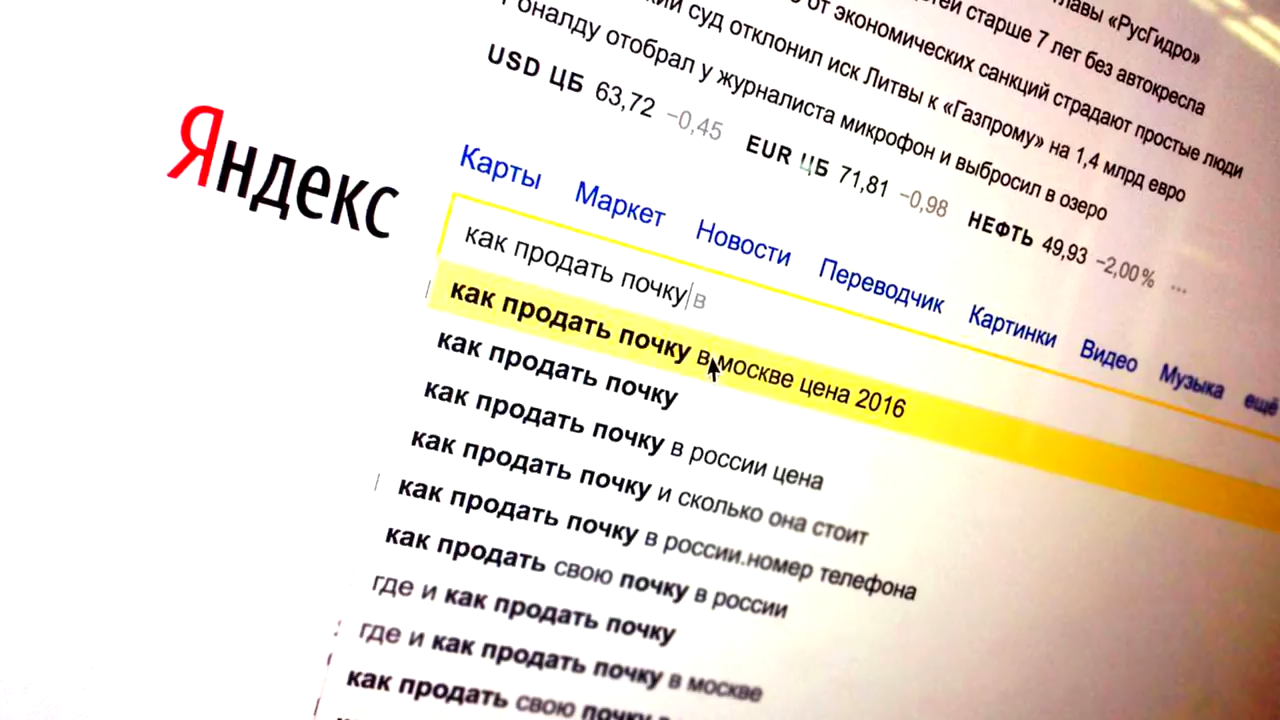 главы «РусГидро»
детей старше 7 лет без автокресла
от экономических санкций страдают простые люди
суд отклонил иск Литвы к «Газпрому» на 1,4 млрд евро
Роналду отобрал у журналиста микрофон и выбросил в озеро
USD ЦБ 63,72 −0,45 EUR ЦБ 71,81 −0,98 НЕФТЬ 49,93 −2,00% ...
Яндекс
Карты Маркет Новости Переводчик Картинки Видео Музыка ещё
как продать почку в
как продать почку в москве цена 2016
как продать почку
как продать почку в россии цена
как продать почку и сколько она стоит
как продать почку в россии.номер телефона
как продать свою почку в россии
где и как продать почку
где и как продать почку в москве
как продать свою почку